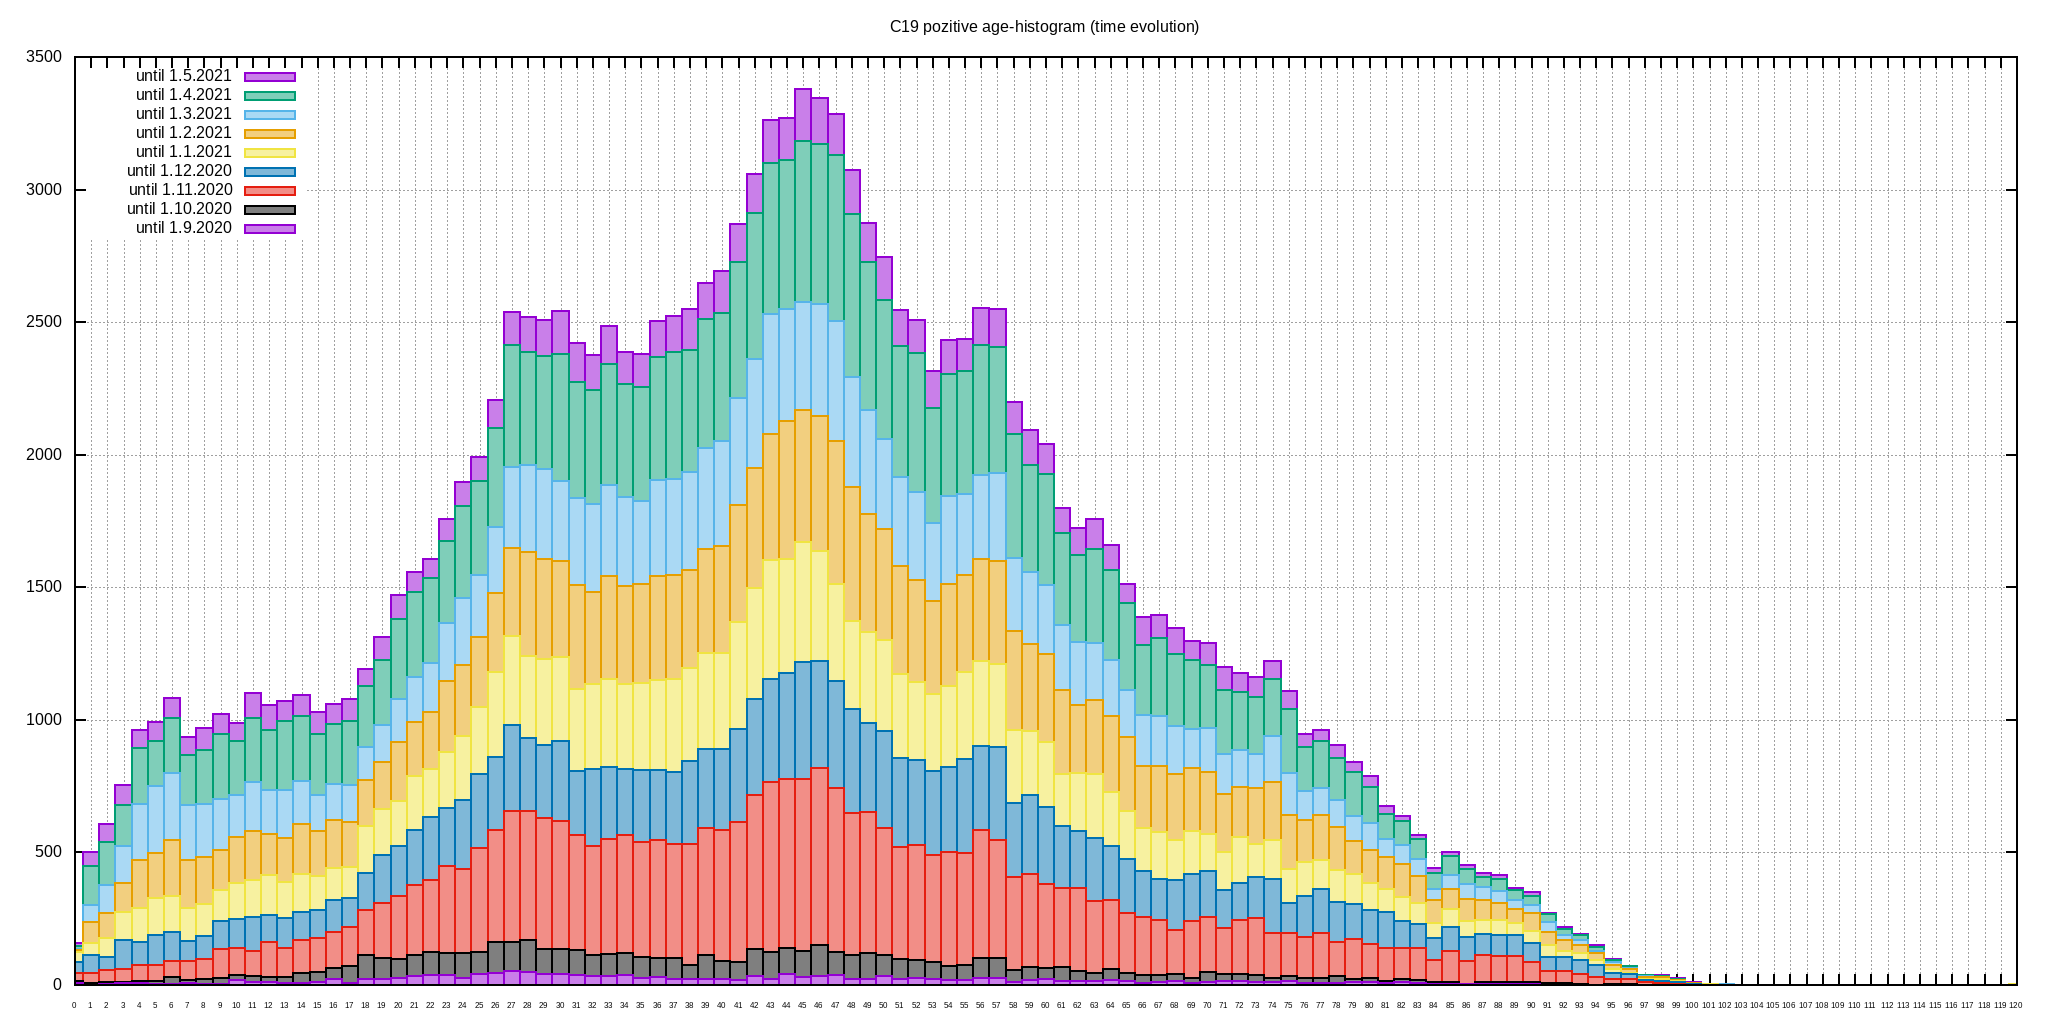 C19 pozitive age-histogram (time evolution)
3500
3000
2500
2000
1500
1000
500
0
until 1.5.2021
until 1.4.2021
until 1.3.2021
until 1.2.2021
until 1.1.2021
until 1.12.2020
until 1.11.2020
until 1.10.2020
until 1.9.2020
0 1 2 3 4 5 6 7 8 9 10 11 12 13 14 15 16 17 18 19 20 21 22 23 24 25 26 27 28 29 30 31 32 33 34 35 36 37 38 39 40 41 42 43 44 45 46 47 48 49 50 51 52 53 54 55 56 57 58 59 60 61 62 63 64 65 66 67 68 69 70 71 72 73 74 75 76 77 78 79 80 81 82 83 84 85 86 87 88 89 90 91 92 93 94 95 96 97 98 99 100 101 102 103 104 105 106 107 108 109 110 111 112 113 114 115 116 117 118 119 120